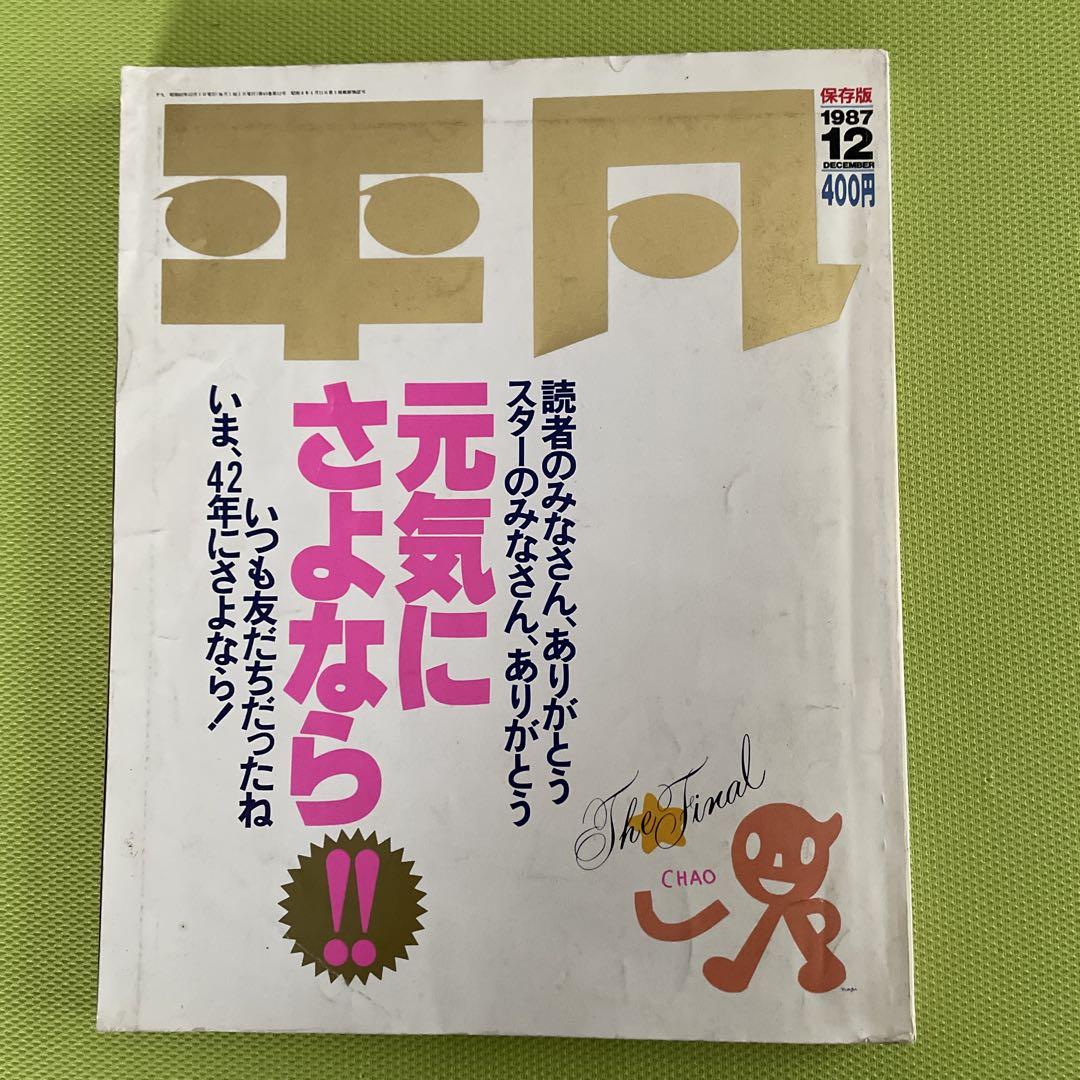 平凡
保存版
1987
12
DECEMBER
400円
読者のみなさん、ありがとう
スターのみなさん、ありがとう
元気に
さよなら!!
いつも友だちだったね
いま、42年にさよなら!
The Final
CHAO